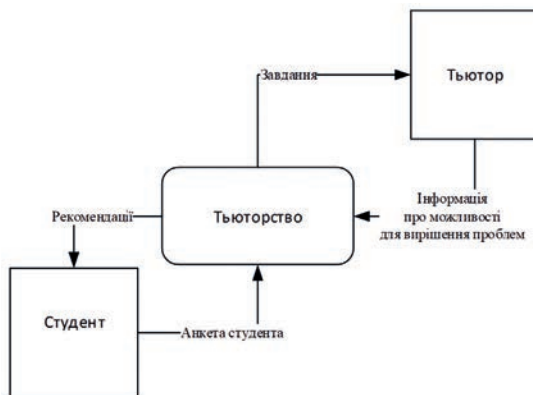 Завдання
Тьютор
Інформація
про можливості
для вирішення проблем
Рекомендації
Тьюторство
Студент
Анкета студента